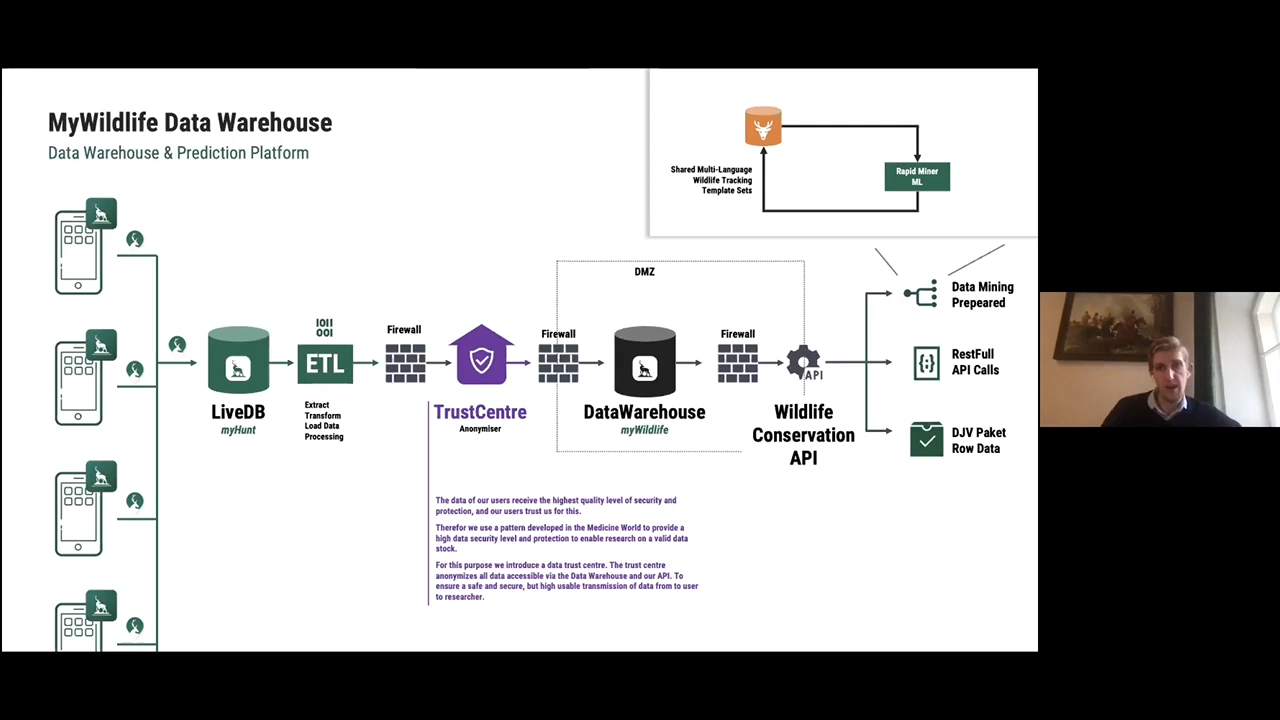 MyWildlife Data Warehouse
Data Warehouse & Prediction Platform
Shared Multi-Language
Wildlife Tracking
Template Sets
Rapid Miner
ML
DMZ
1011
001
ETL
Extract
Transform
Load Data
Processing
LiveDB
myHunt
Firewall
TrustCentre
Anonymiser
Firewall
DataWarehouse
myWildlife
Firewall
API
Wildlife
Conservation
API
Data Mining
Prepeared
RestFull
API Calls
DJV Paket
Row Data
The data of our users receive the highest quality level of security and
protection, and our users trust us for this.
Therefor we use a pattern developed in the Medicine World to provide a
high data security level and protection to enable research on a valid data
stock.
For this purpose we introduce a data trust centre. The trust centre
anonymizes all data accessible via the Data Warehouse and our API. To
ensure a safe and secure, but high usable transmission of data from to user
to researcher.